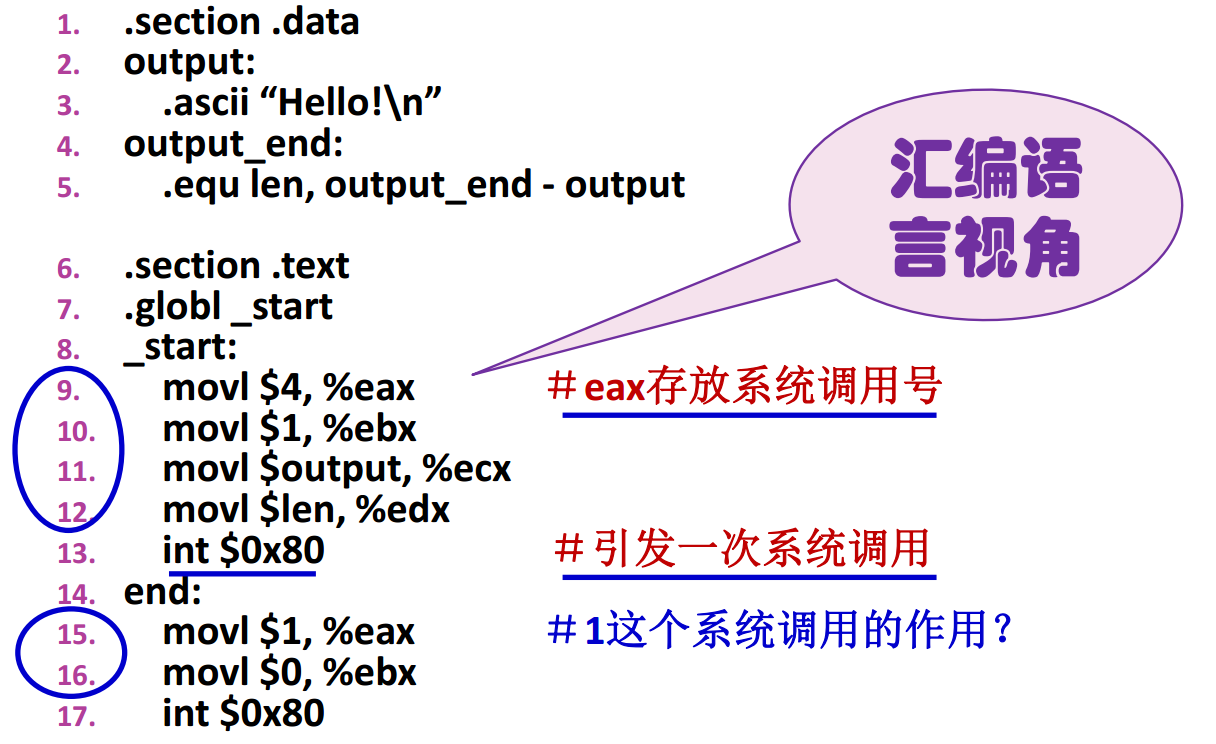 1. .section .data
2. output:
3. .ascii “Hello!\n”
4. output_end:
5. .equ len, output_end - output
汇编语
言视角
6. .section .text
7. .globl _start
8. _start:
9. movl $4, %eax #eax存放系统调用号
10. movl $1, %ebx
11. movl $output, %ecx
12. movl $len, %edx
13. int $0x80 #引发一次系统调用
14. end:
15. movl $1, %eax #1这个系统调用的作用？
16. movl $0, %ebx
17. int $0x80